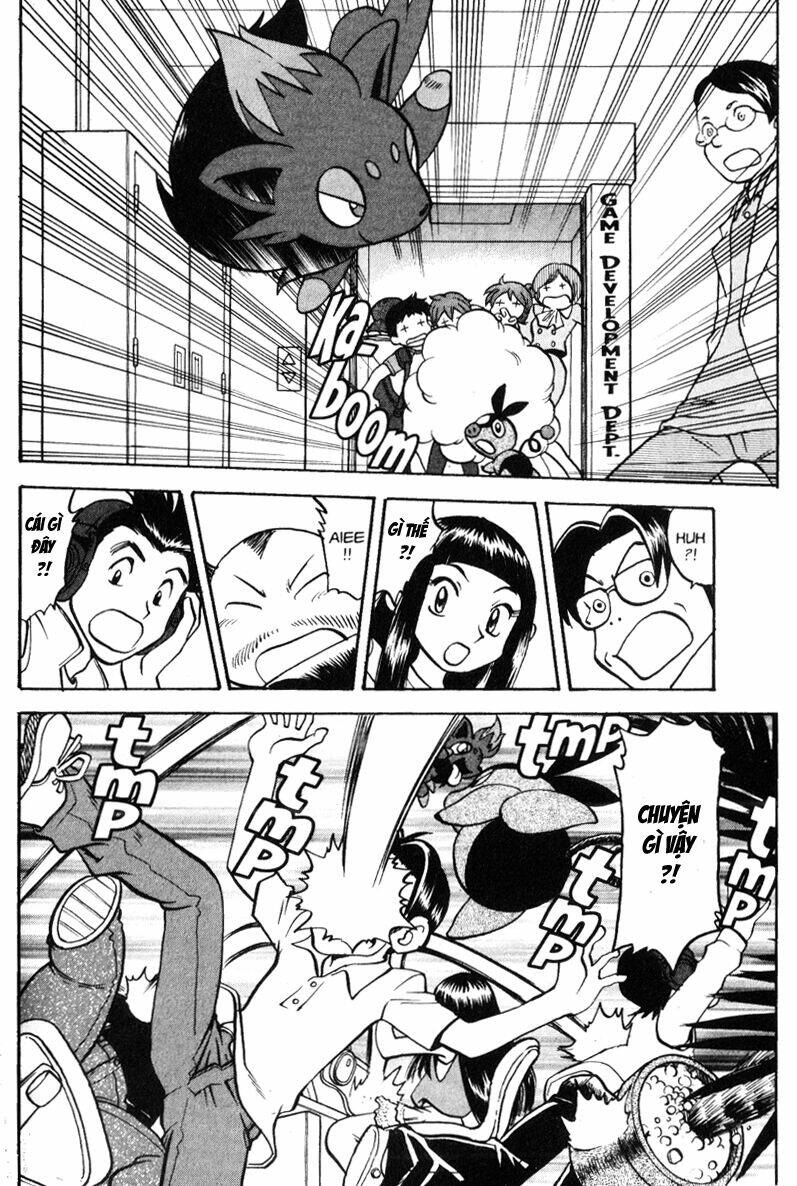 GAME DEVELOPMENT DEPT.
Ka-
boom
CÁI GÌ
ĐÂY
?!
AIEE
!!
GÌ THẾ
?!
HUH
?!
tmp
tmp
tmp
tmp
tmp
CHUYỆN
GÌ VẬY
?!